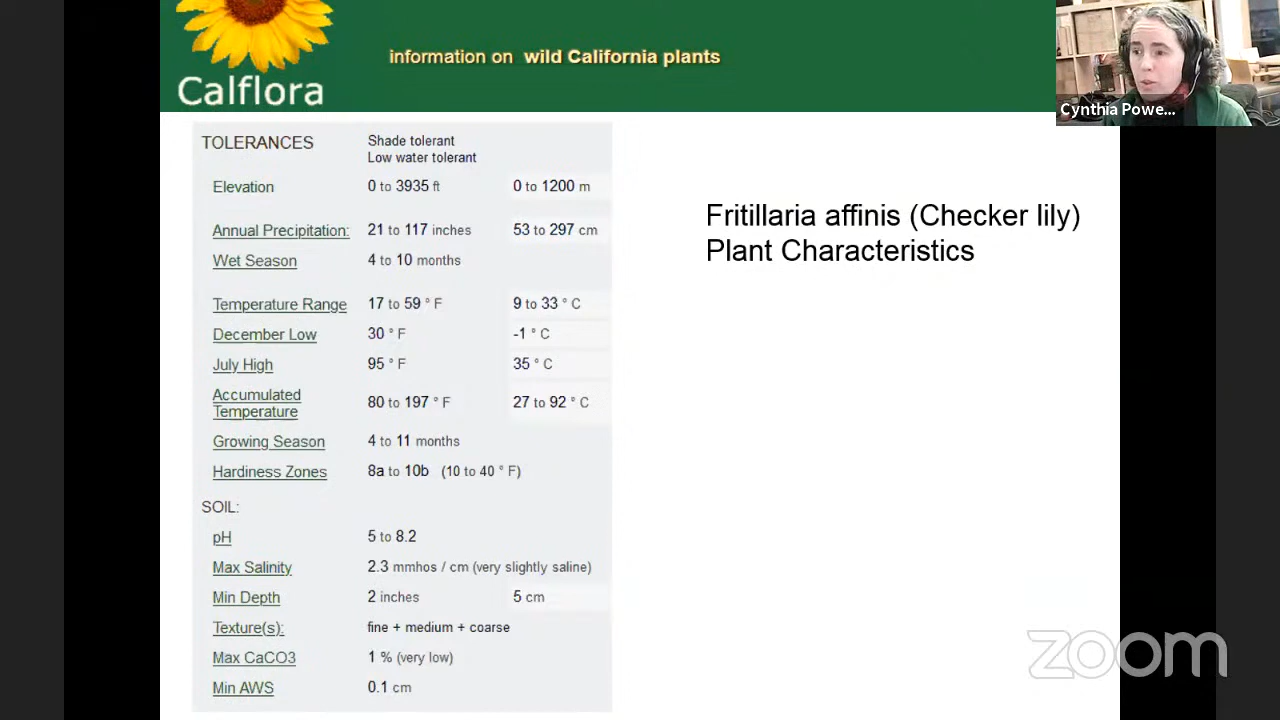 Calflora
information on wild California plants
Cynthia Powe...
TOLERANCES Shade tolerant
Low water tolerant
Elevation 0 to 3935 ft 0 to 1200 m
Annual Precipitation: 21 to 117 inches 53 to 297 cm
Wet Season 4 to 10 months
Temperature Range 17 to 59 ° F 9 to 33 ° C
December Low 30 ° F -1 ° C
July High 95 ° F 35 ° C
Accumulated
Temperature 80 to 197 ° F 27 to 92 ° C
Growing Season 4 to 11 months
Hardiness Zones 8a to 10b (10 to 40 ° F)
SOIL:
pH 5 to 8.2
Max Salinity 2.3 mmhos / cm (very slightly saline)
Min Depth 2 inches 5 cm
Texture(s): fine + medium + coarse
Max CaCO3 1 % (very low)
Min AWS 0.1 cm
Fritillaria affinis (Checker lily)
Plant Characteristics
zoom